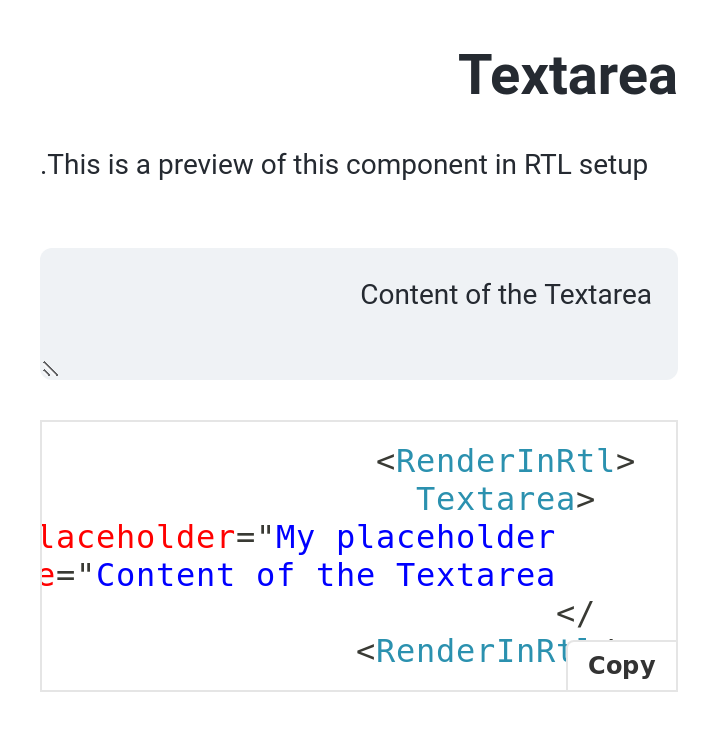 Textarea
.This is a preview of this component in RTL setup
Content of the Textarea
<RenderInRtl>
Textarea>
laceholder="My placeholder
e="Content of the Textarea
</
<RenderInRt
Copy